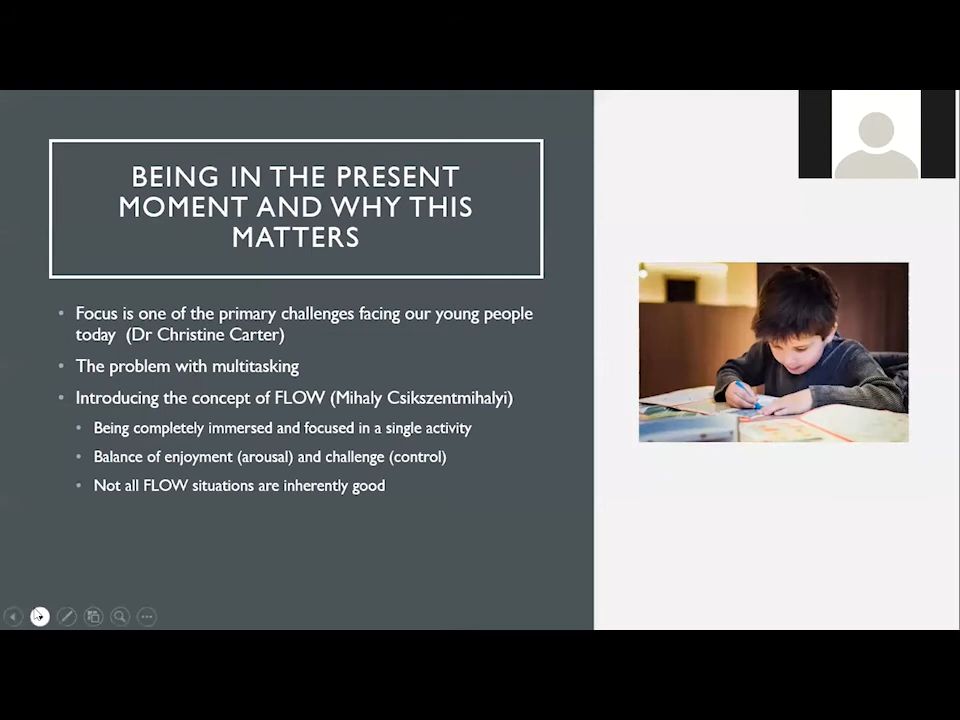 BEING IN THE PRESENT
MOMENT AND WHY THIS
MATTERS
• Focus is one of the primary challenges facing our young people
today (Dr Christine Carter)
• The problem with multitasking
• Introducing the concept of FLOW (Mihaly Csikszentmihalyi)
• Being completely immersed and focused in a single activity
• Balance of enjoyment (arousal) and challenge (control)
• Not all FLOW situations are inherently good